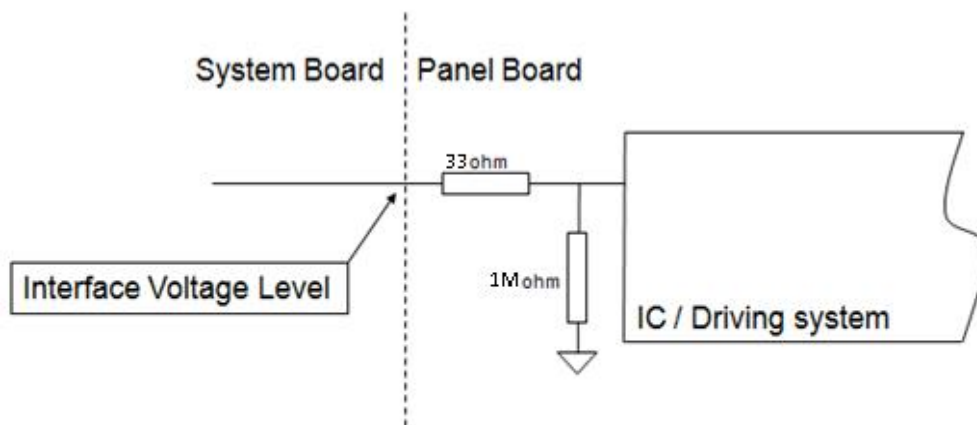 System Board
Panel Board
33ohm
Interface Voltage Level
1Mohm
IC / Driving system